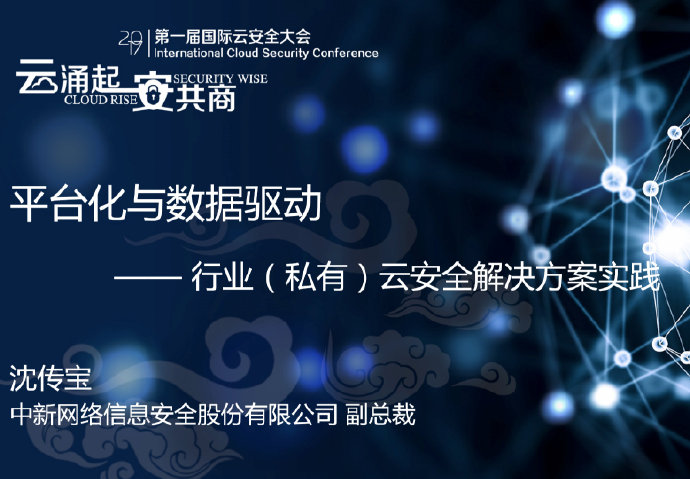 2017 第一届国际云安全大会
International Cloud Security Conference
云涌起 SECURITY WISE
CLOUD RISE 安共商
平台化与数据驱动
—— 行业（私有）云安全解决方案实践
沈传宝
中新网络信息安全股份有限公司 副总裁